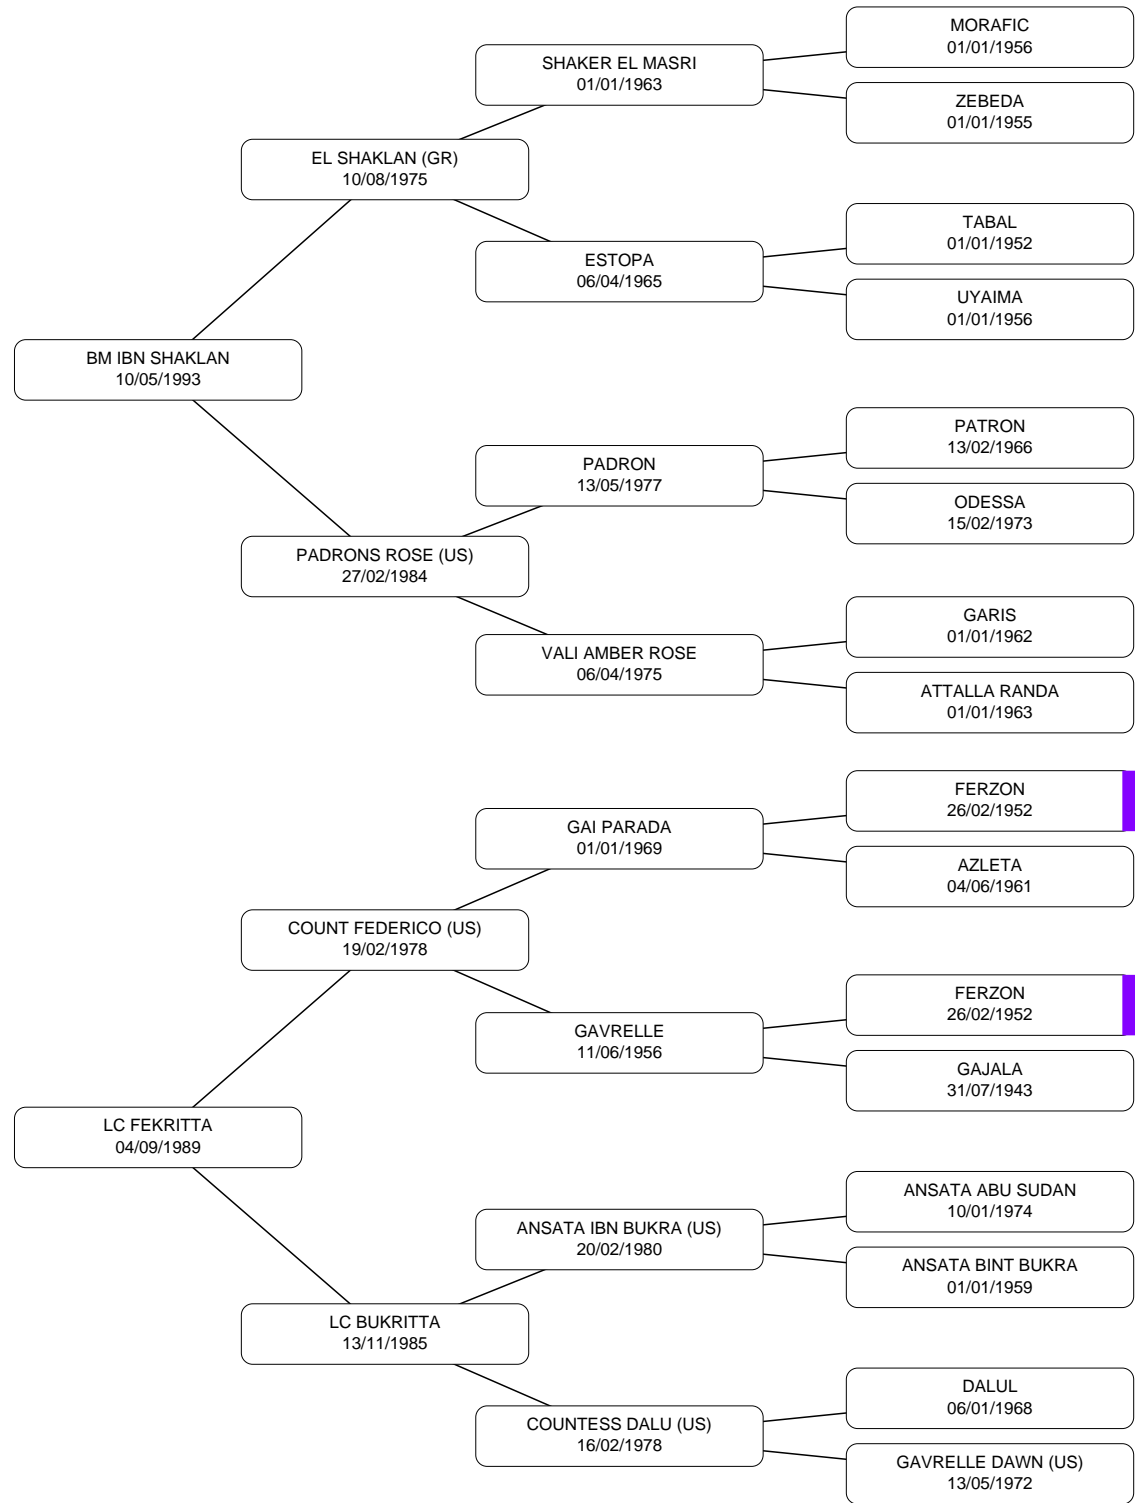 MORAFIC
01/01/1956
SHAKER EL MASRI
01/01/1963
ZEBEDA
01/01/1955
EL SHAKLAN (GR)
10/08/1975
TABAL
01/01/1952
ESTOPA
06/04/1965
UYAIMA
01/01/1956
BM IBN SHAKLAN
10/05/1993
PATRON
13/02/1966
PADRON
13/05/1977
ODESSA
15/02/1973
PADRONS ROSE (US)
27/02/1984
GARIS
01/01/1962
VALI AMBER ROSE
06/04/1975
ATTALLA RANDA
01/01/1963
FERZON
26/02/1952
GAI PARADA
01/01/1969
AZLETA
04/06/1961
COUNT FEDERICO (US)
19/02/1978
FERZON
26/02/1952
GAVRELLE
11/06/1956
GAJALA
31/07/1943
LC FEKRITTA
04/09/1989
ANSATA ABU SUDAN
10/01/1974
ANSATA IBN BUKRA (US)
20/02/1980
ANSATA BINT BUKRA
01/01/1959
LC BUKRITTA
13/11/1985
DALUL
06/01/1968
COUNTESS DALU (US)
16/02/1978
GAVRELLE DAWN (US)
13/05/1972